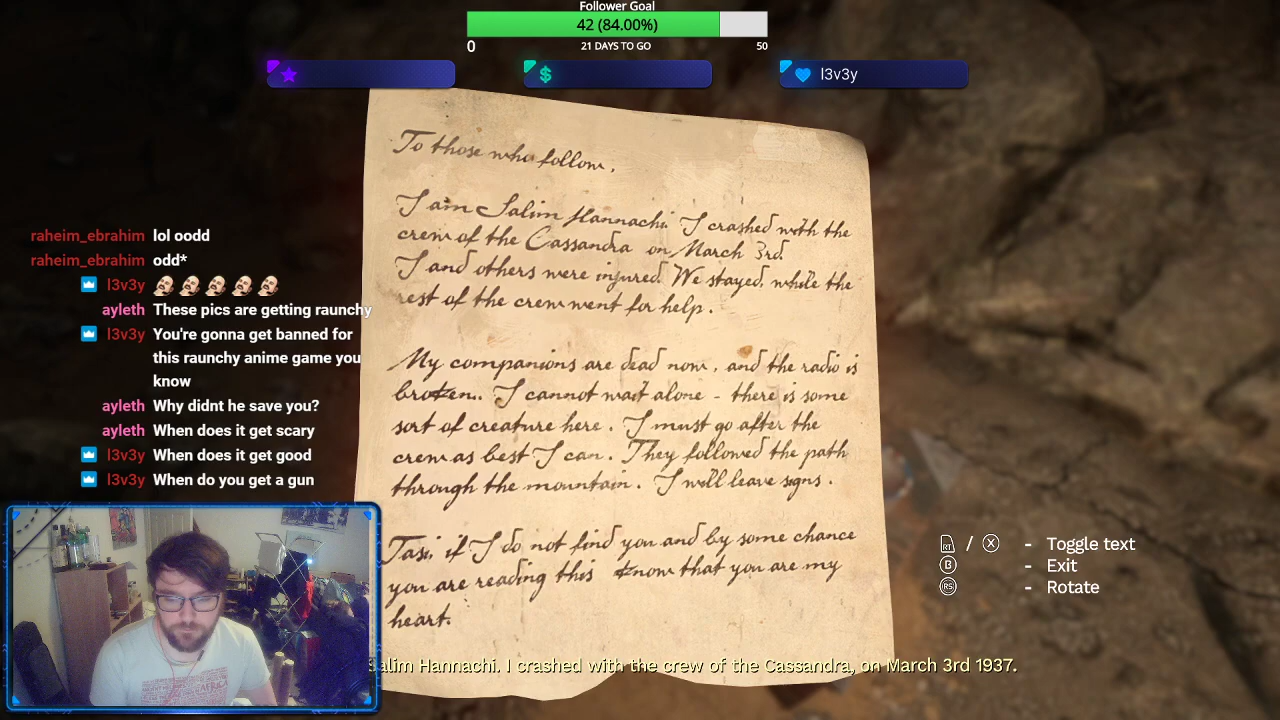 Follower Goal
42 (84.00%)
0
21 DAYS TO GO
50
l3v3y
To those who follow,
I am Salim Hannachi. I crashed with the
crew of the Cassandra on March 3rd.
I and others were injured. We stayed, while the
rest of the crew went for help.
My companions are dead now, and the radio is
broken. I cannot wait alone - there is some
sort of creature here. I must go after the
crew as best I can. They followed the path
through the mountain. I will leave signs.
Tasi, if I do not find you and by some chance
you are reading this know that you are my
heart.
raheim_ebrahim lol oodd
raheim_ebrahim odd*
l3v3y
ayleth These pics are getting raunchy
l3v3y You're gonna get banned for
this raunchy anime game you
know
ayleth Why didnt he save you?
ayleth When does it get scary
l3v3y When does it get good
l3v3y When do you get a gun
RT / X - Toggle text
B - Exit
RS - Rotate
Salim Hannachi. I crashed with the crew of the Cassandra, on March 3rd 1937.